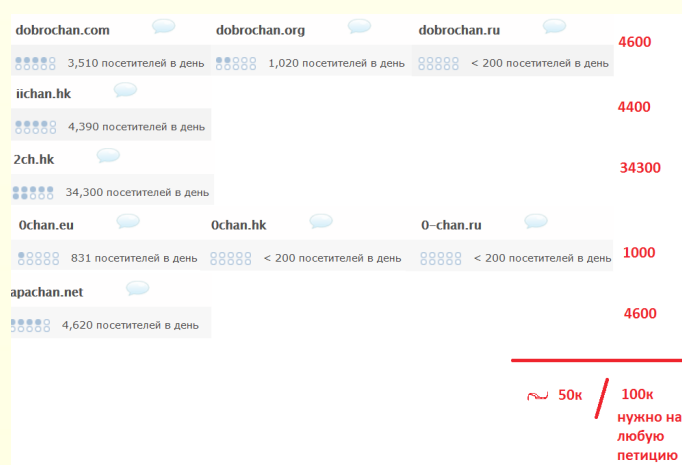 dobrochan.com dobrochan.org dobrochan.ru
3,510 посетителей в день 1,020 посетителей в день < 200 посетителей в день
4600
iichan.hk
4,390 посетителей в день
4400
2ch.hk
34,300 посетителей в день
34300
0chan.eu 0chan.hk 0-chan.ru
831 посетителей в день < 200 посетителей в день < 200 посетителей в день
1000
apachan.net
4,620 посетителей в день
4600
~ 50к / 100к
нужно на
любую
петицию